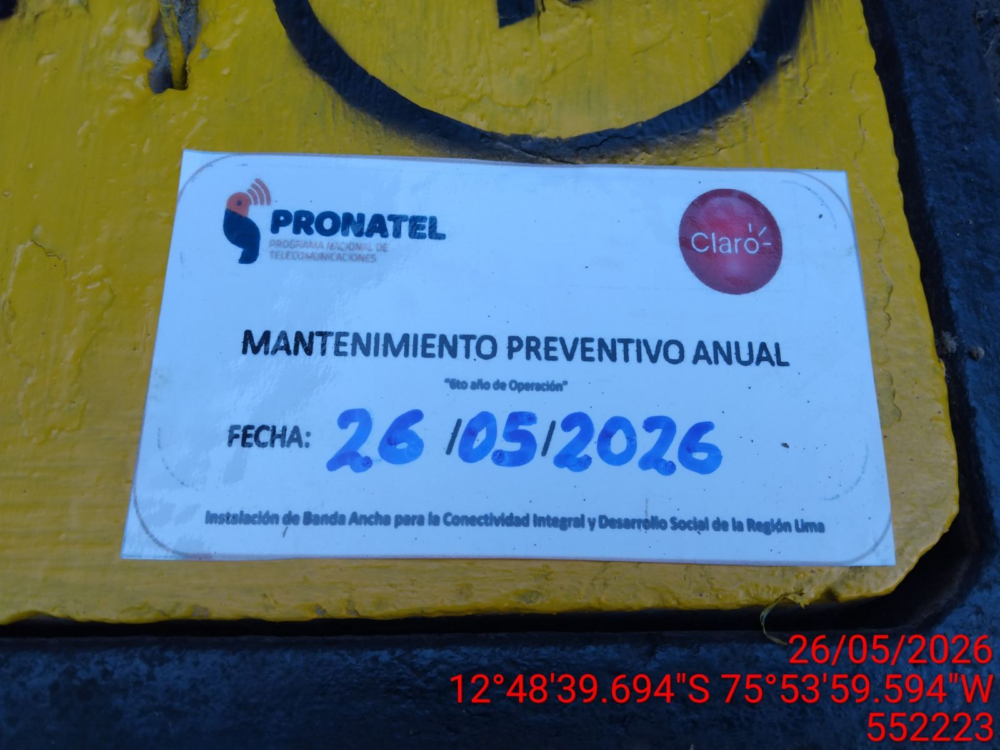 PRONATEL
PROGRAMA NACIONAL DE
TELECOMUNICACIONES
Claro
MANTENIMIENTO PREVENTIVO ANUAL
"6to año de Operación"
FECHA: 26/05/2026
Instalación de Banda Ancha para la Conectividad Integral y Desarrollo Social de la Región Lima
26/05/2026
12°48'39.694"S 75°53'59.594"W
552223